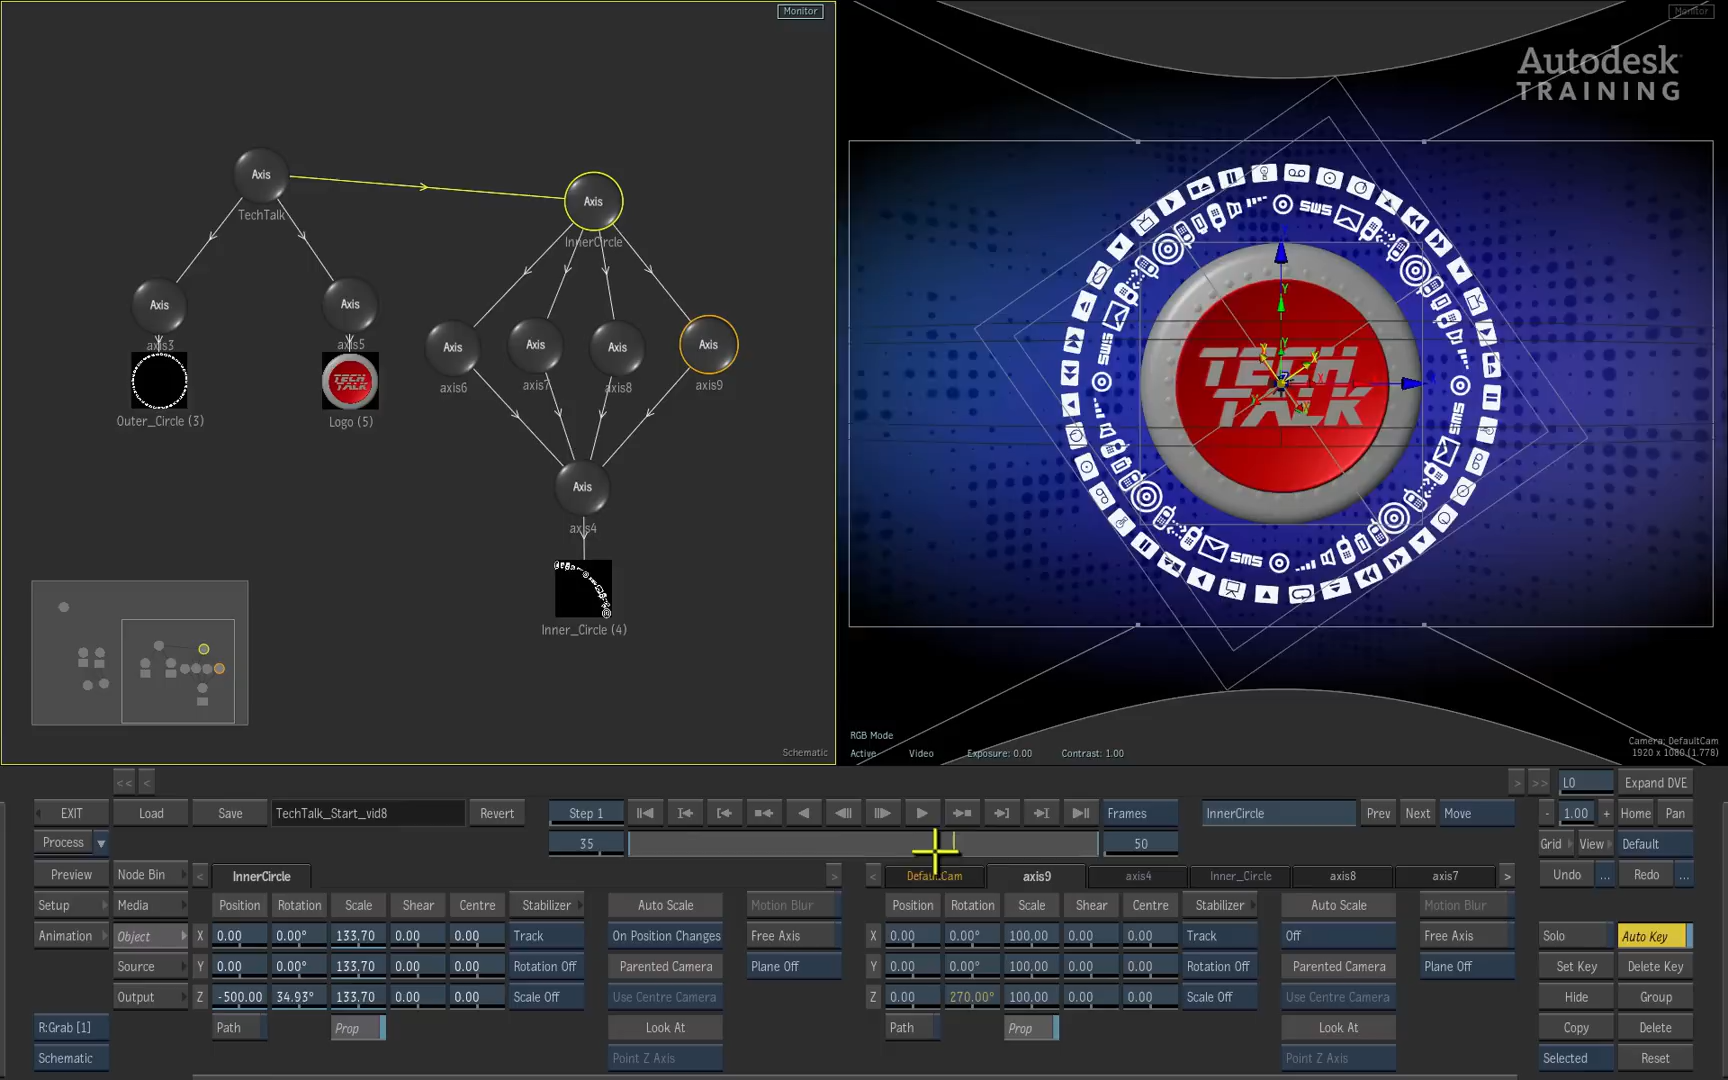 Monitor
Monitor
Autodesk
TRAINING
Axis
TechTalk
Axis
InnerCircle
Axis
axis3
Outer_Circle (3)
Axis
axis5
TECH TALK
Logo (5)
Axis
axis6
Axis
axis7
Axis
axis8
Axis
axis9
Axis
axis4
Inner_Circle (4)
Schematic
SMS
SMS
SMS
SMS
TECH
TALK
Y
Y
Y
X
X
Y
RGB Mode
Active Video Exposure: 0.00 Contrast: 1.00
Camera: DefaultCam
1920 x 1080 (1.778)
<< < > >> L0 Expand DVE
EXIT Load Save TechTalk_Start_vid8 Revert Step 1 Frames InnerCircle Prev Next Move - 1.00 + Home Pan
Process 35 50 Grid View Default
Preview Node Bin < InnerCircle > < axis9 axis4 Inner_Circle axis8 axis7 > Undo ... Redo ...
Setup Media Position Rotation Scale Shear Centre Stabilizer Auto Scale Motion Blur Position Rotation Scale Shear Centre Stabilizer Auto Scale Motion Blur
Animation Object X 0.00 0.00° 133.70 0.00 0.00 Track On Position Changes Free Axis X 0.00 0.00° 100.00 0.00 0.00 Track Off Free Axis Solo Auto Key
Source Y 0.00 0.00° 133.70 0.00 0.00 Rotation Off Parented Camera Plane Off Y 0.00 0.00° 100.00 0.00 0.00 Rotation Off Parented Camera Plane Off Set Key Delete Key
Output Z -500.00 34.93° 133.70 0.00 0.00 Scale Off Use Centre Camera Z 0.00 270.00° 100.00 0.00 0.00 Scale Off Use Centre Camera Hide Group
R:Grab [1] Path Prop Look At Path Prop Look At Copy Delete
Schematic Point Z Axis Point Z Axis Selected Reset